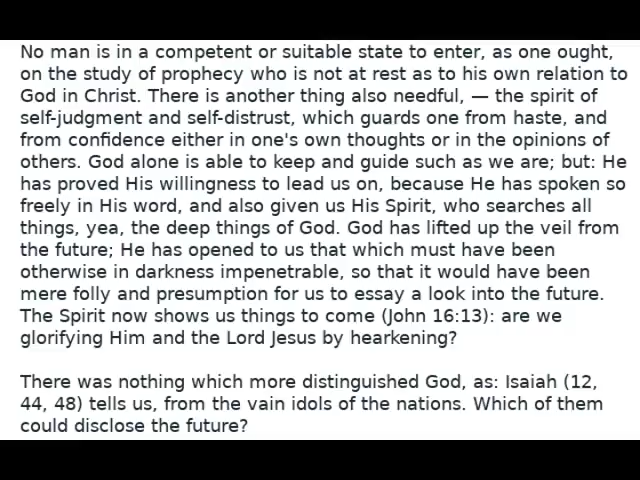 No man is in a competent or suitable state to enter, as one ought,
on the study of prophecy who is not at rest as to his own relation to
God in Christ. There is another thing also needful, — the spirit of
self-judgment and self-distrust, which guards one from haste, and
from confidence either in one's own thoughts or in the opinions of
others. God alone is able to keep and guide such as we are; but: He
has proved His willingness to lead us on, because He has spoken so
freely in His word, and also given us His Spirit, who searches all
things, yea, the deep things of God. God has lifted up the veil from
the future; He has opened to us that which must have been
otherwise in darkness impenetrable, so that it would have been
mere folly and presumption for us to essay a look into the future.
The Spirit now shows us things to come (John 16:13): are we
glorifying Him and the Lord Jesus by hearkening?
There was nothing which more distinguished God, as: Isaiah (12,
44, 48) tells us, from the vain idols of the nations. Which of them
could disclose the future?